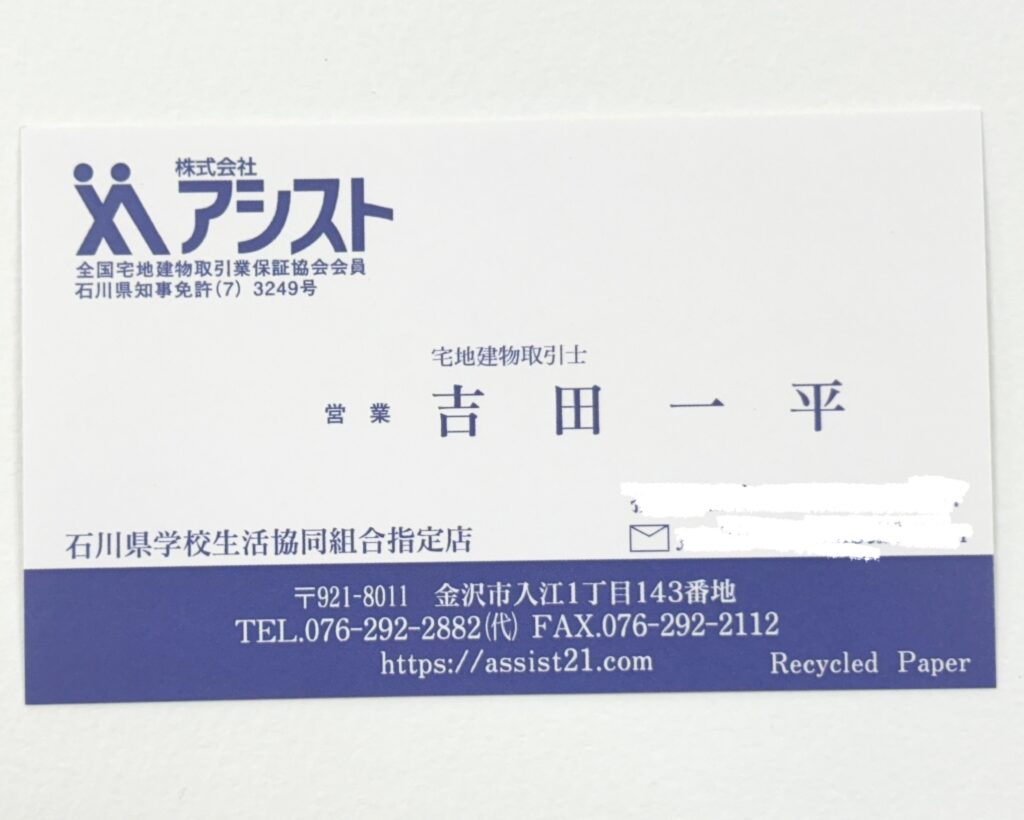 株式会社
アシスト
全国宅地建物取引業保証協会会員
石川県知事免許(7) 3249号
宅地建物取引士
営業 吉田一平
石川県学校生活協同組合指定店
〒921-8011 金沢市入江1丁目143番地
TEL.076-292-2882(代) FAX.076-292-2112
https://assist21.com
Recycled Paper